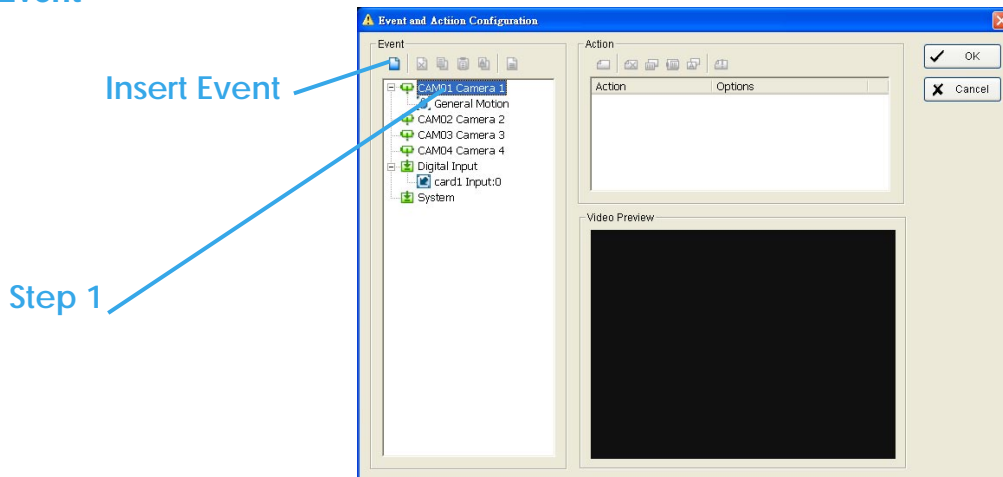 Event
Event and Actiion Configuration
Event
Action
OK
Cancel
Insert Event
Action Options
CAM01 Camera 1
General Motion
CAM02 Camera 2
CAM03 Camera 3
CAM04 Camera 4
Digital Input
card1 Input:0
System
Video Preview
Step 1